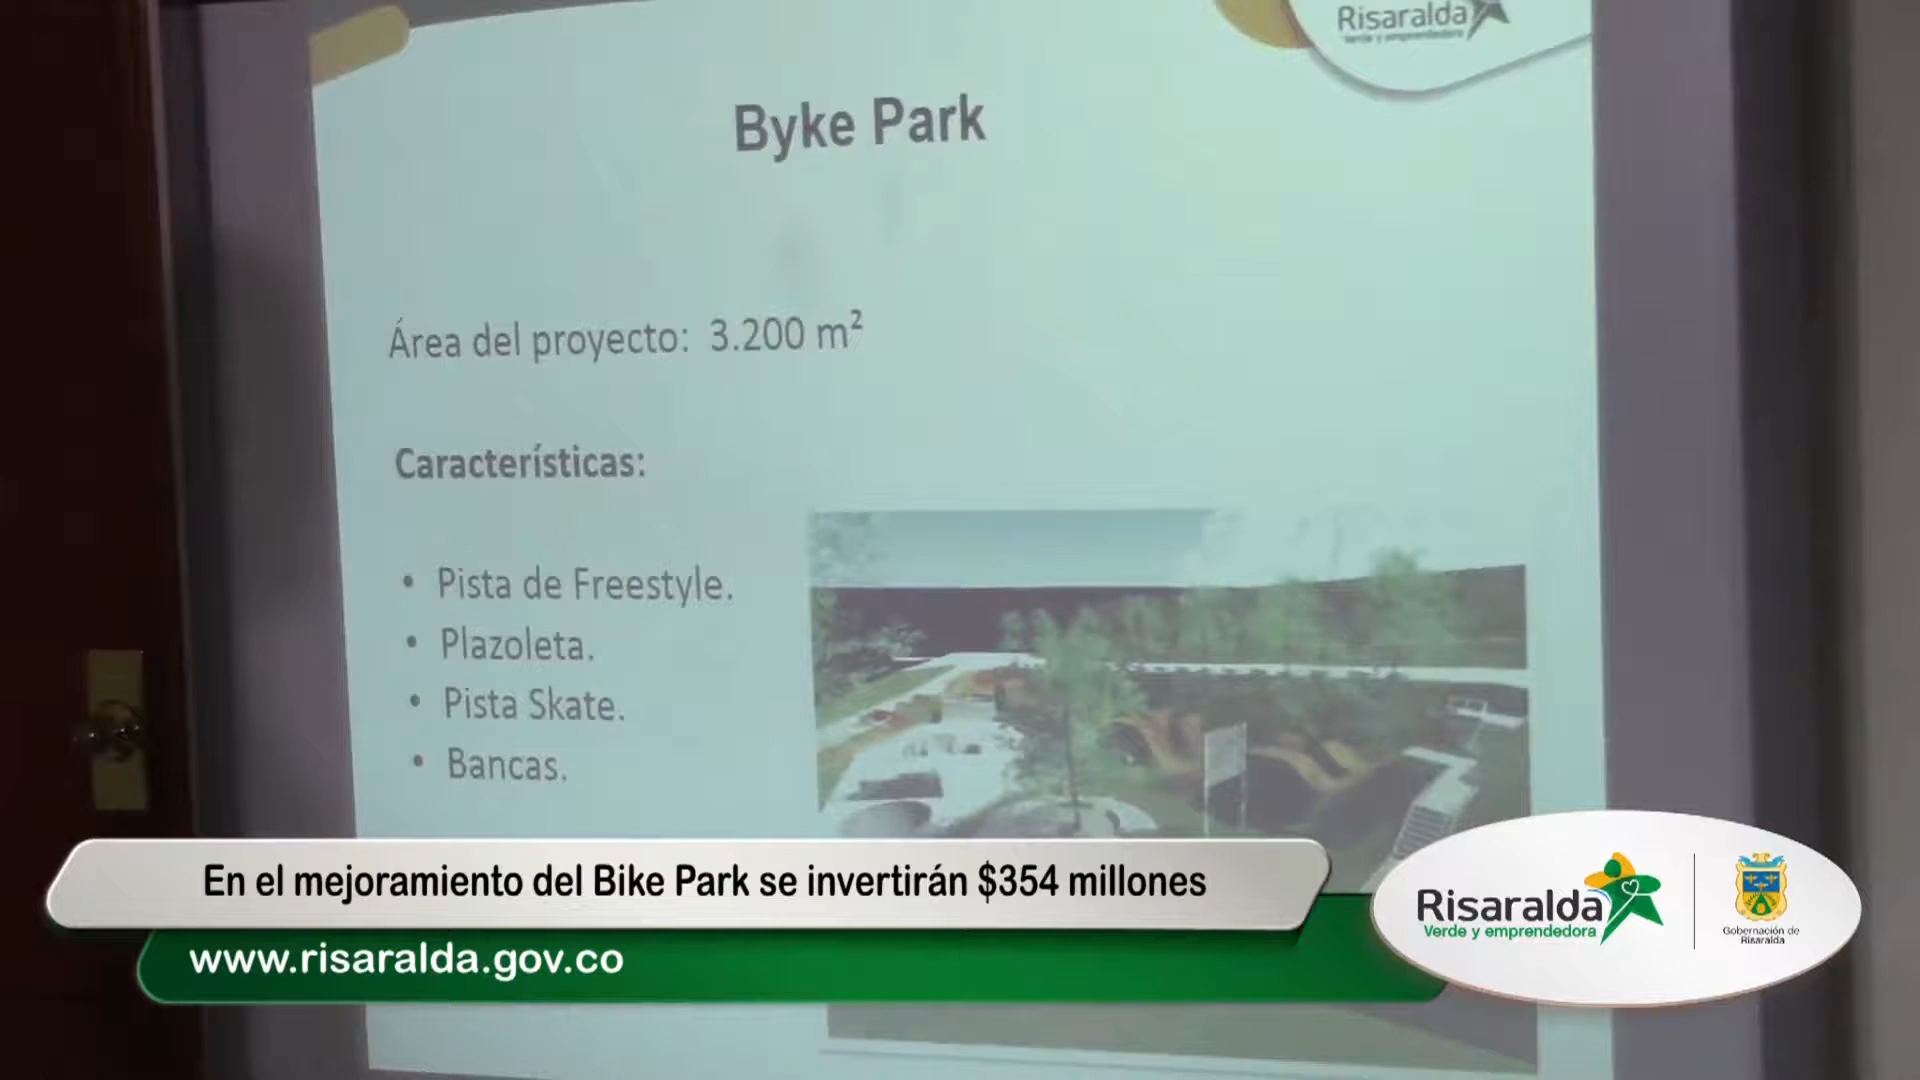 Risaralda
Verde y emprendedora
Byke Park
Área del proyecto: 3.200 m²
Características:
• Pista de Freestyle.
• Plazoleta.
• Pista Skate.
• Bancas.
En el mejoramiento del Bike Park se invertirán $354 millones
www.risaralda.gov.co
Risaralda
Verde y emprendedora
Gobernación de
Risaralda